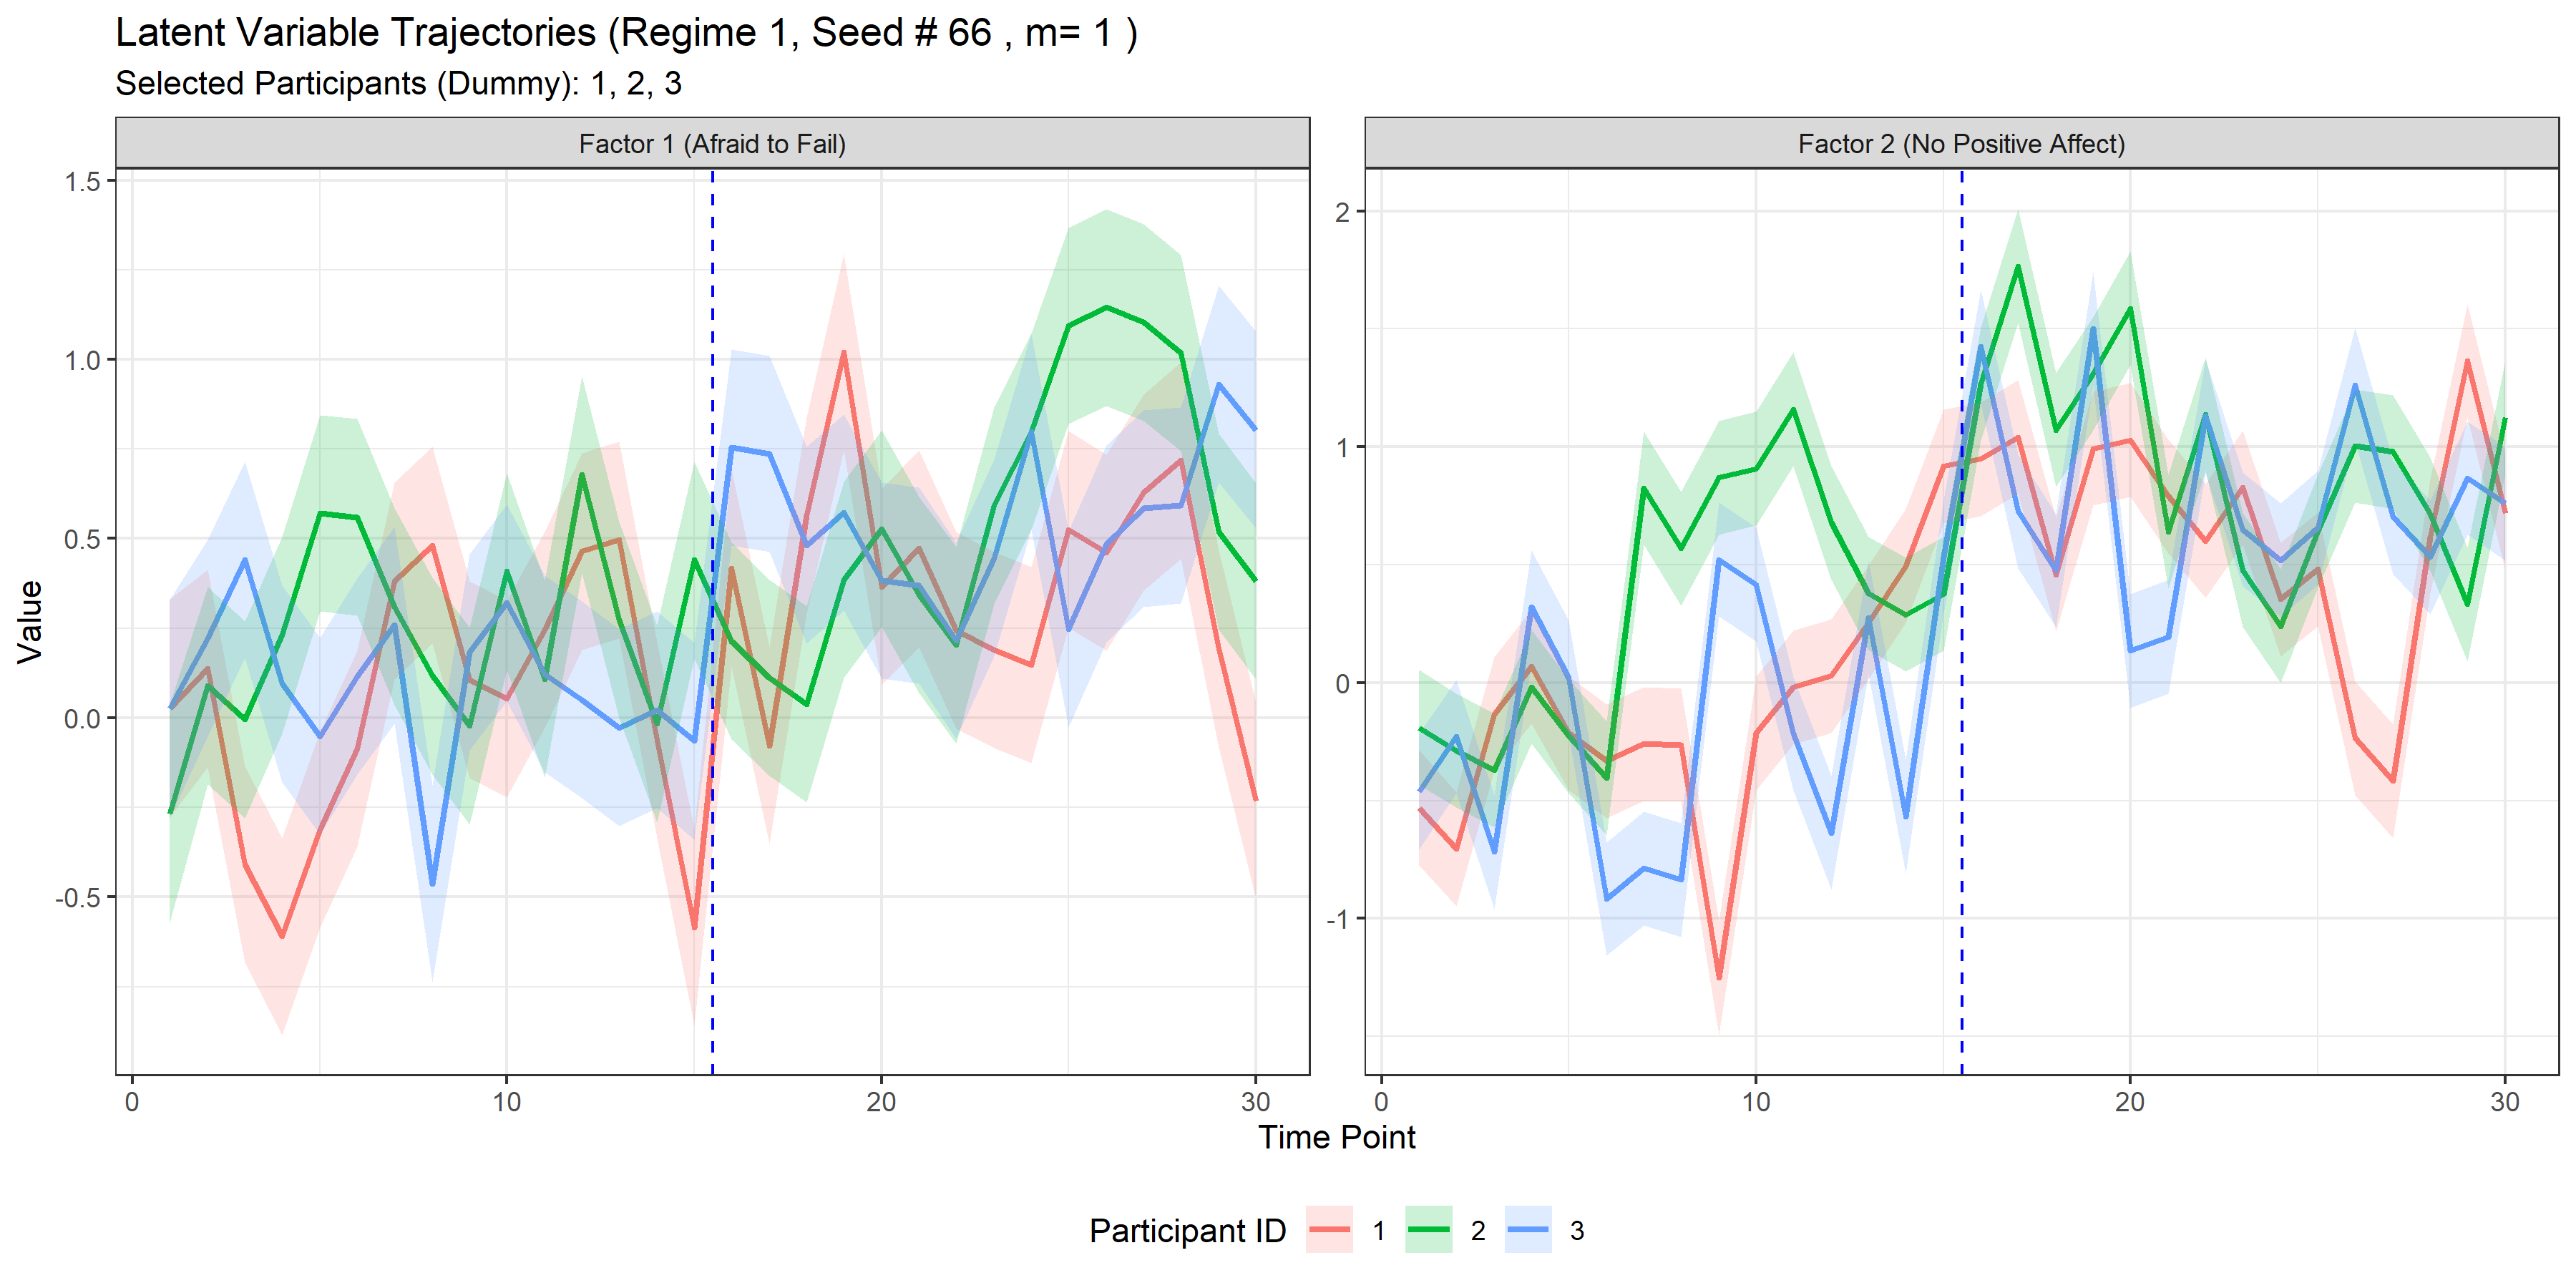 Latent Variable Trajectories (Regime 1, Seed # 66 , m= 1 )
Selected Participants (Dummy): 1, 2, 3
Factor 1 (Afraid to Fail)
Factor 2 (No Positive Affect)
Value
1.5
1.0
0.5
0.0
-0.5
2
1
0
-1
0 10 20 30
0 10 20 30
Time Point
Participant ID 1 2 3